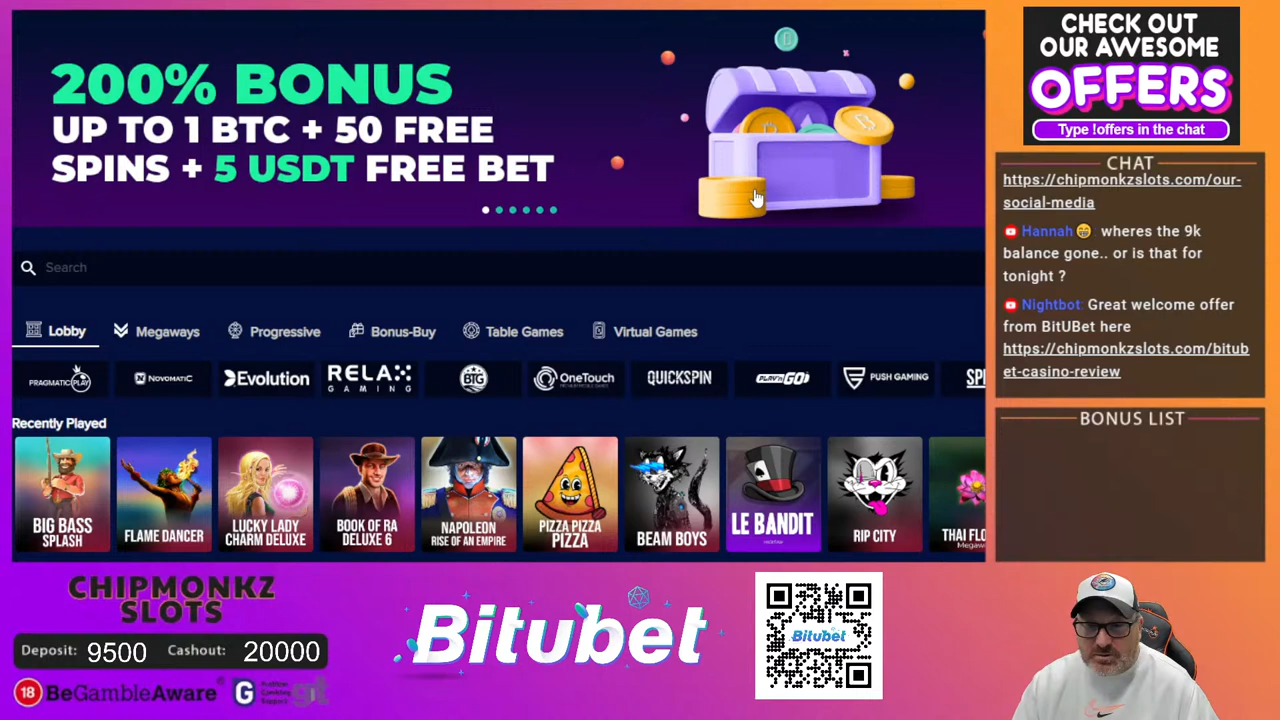 200% BONUS
UP TO 1 BTC + 50 FREE
SPINS + 5 USDT FREE BET
Search
Lobby
Megaways
Progressive
Bonus-Buy
Table Games
Virtual Games
PRAGMATIC PLAY
NOVOMATIC
Evolution
RELAX
GAMING
BTG
OneTouch
QUICKSPIN
PLAY'N GO
PUSH GAMING
Recently Played
BIG BASS
SPLASH
FLAME DANCER
LUCKY LADY
CHARM DELUXE
BOOK OF RA
DELUXE 6
NAPOLEON
RISE OF AN EMPIRE
PIZZA PIZZA
PIZZA
BEAM BOYS
LE BANDIT
RIP CITY
THAI FLO
Megaw
CHECK OUT
OUR AWESOME
OFFERS
Type !offers in the chat
CHAT
https://chipmonkzslots.com/our-
social-media
Hannah😁 wheres the 9k
balance gone.. or is that for
tonight ?
Nightbot: Great welcome offer
from BitUBet here
https://chipmonkzslots.com/bitub
et-casino-review
BONUS LIST
CHIPMONKZ
SLOTS
Deposit: 9500 Cashout: 20000
18 BeGambleAware
Bitubet
Bitubet